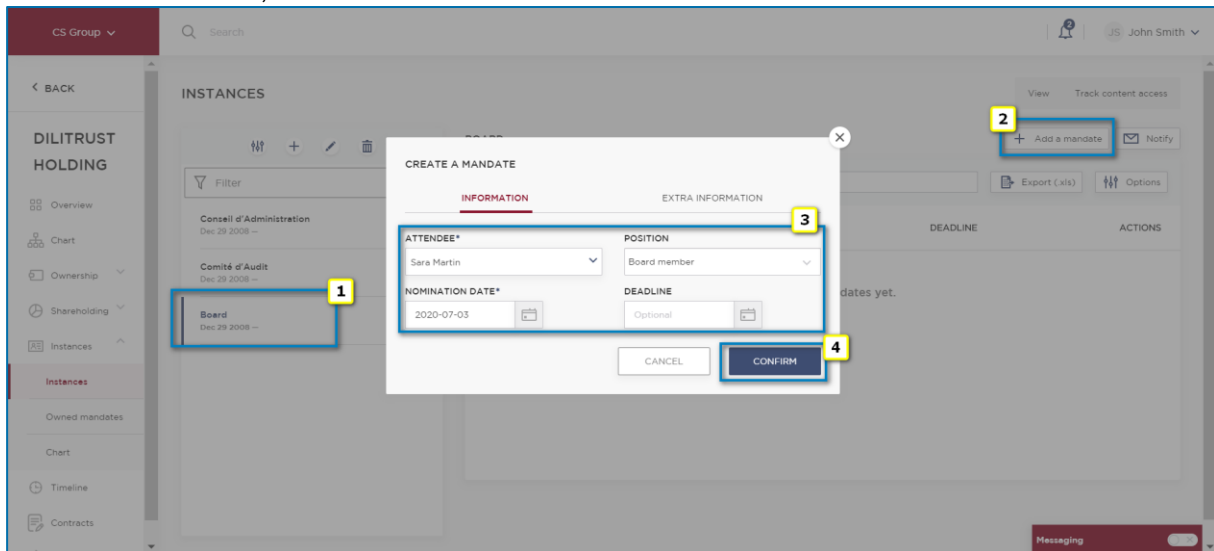 CS Group
Search
2
JS John Smith
BACK
INSTANCES
View Track content access
DILITRUST
HOLDING
2
+ Add a mandate
Notify
Filter
CREATE A MANDATE
Export (.xls)
Options
INFORMATION
EXTRA INFORMATION
Overview
Conseil d'Administration
Dec 29 2008 —
3
DEADLINE
ACTIONS
Chart
ATTENDEE*
POSITION
Sara Martin
Board member
Ownership
Comité d'Audit
Dec 29 2008 —
1
NOMINATION DATE*
DEADLINE
dates yet.
Shareholding
Board
Dec 29 2008 —
2020-07-03
Optional
Instances
4
CANCEL
CONFIRM
Instances
Owned mandates
Chart
Timeline
Contracts
Messaging